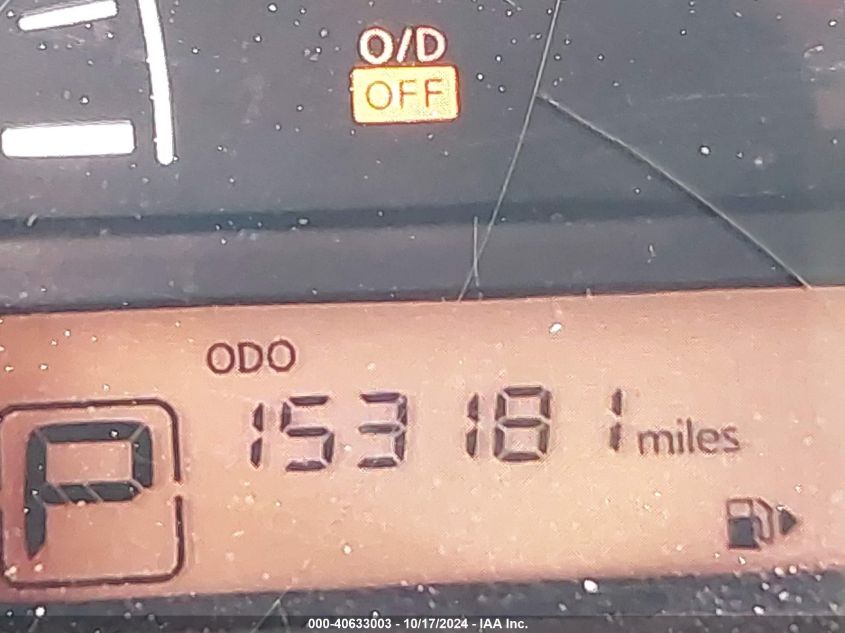 O/D
OFF
ODO
P 153181 miles
000-40633003 - 10/17/2024 - IAA Inc.